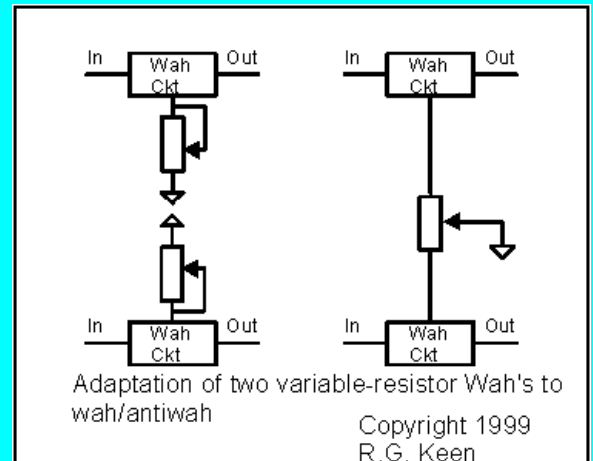 In Wah Ckt Out
In Wah Ckt Out
In Wah Ckt Out
In Wah Ckt Out
Adaptation of two variable-resistor Wah's to
wah/antiwah
Copyright 1999
R.G. Keen